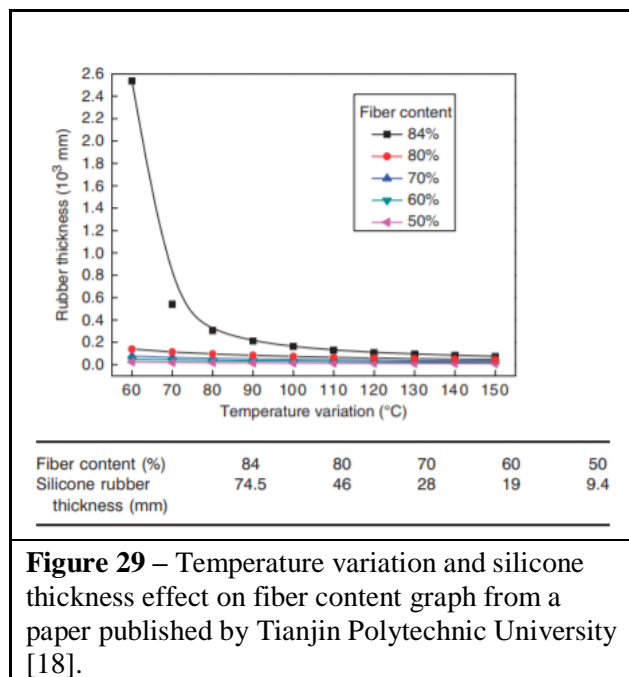 2.6
2.4
2.2
2.0
1.8
1.6
1.4
1.2
1.0
0.8
0.6
0.4
0.2
0.0
Rubber thickness (10³ mm)
Fiber content
84%
80%
70%
60%
50%
60 70 80 90 100 110 120 130 140 150
Temperature variation (°C)
Fiber content (%) 84 80 70 60 50
Silicone rubber 74.5 46 28 19 9.4
thickness (mm)
Figure 29 – Temperature variation and silicone
thickness effect on fiber content graph from a
paper published by Tianjin Polytechnic University
[18].